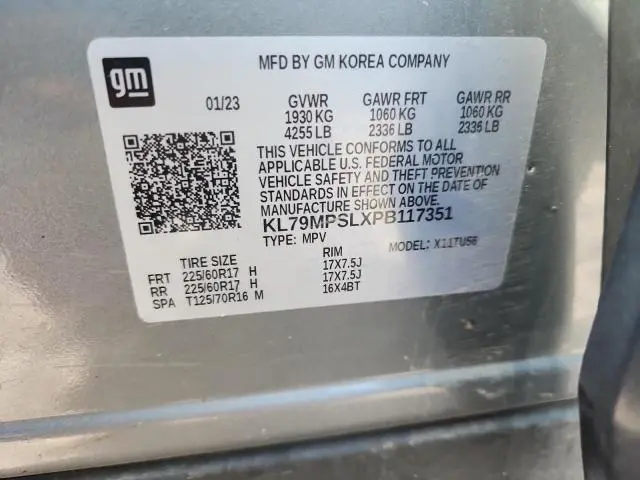 gm
MFD BY GM KOREA COMPANY
01/23 GVWR GAWR FRT GAWR RR
1930 KG 1060 KG 1060 KG
4255 LB 2336 LB 2336 LB
THIS VEHICLE CONFORMS TO ALL
APPLICABLE U.S. FEDERAL MOTOR
VEHICLE SAFETY AND THEFT PREVENTION
STANDARDS IN EFFECT ON THE DATE OF
MANUFACTURE SHOWN ABOVE.
KL79MPSLXPB117351
TYPE: MPV MODEL: X11TU56
TIRE SIZE RIM
FRT 225/60R17 H 17X7.5J
RR 225/60R17 H 17X7.5J
SPA T125/70R16 M 16X4BT